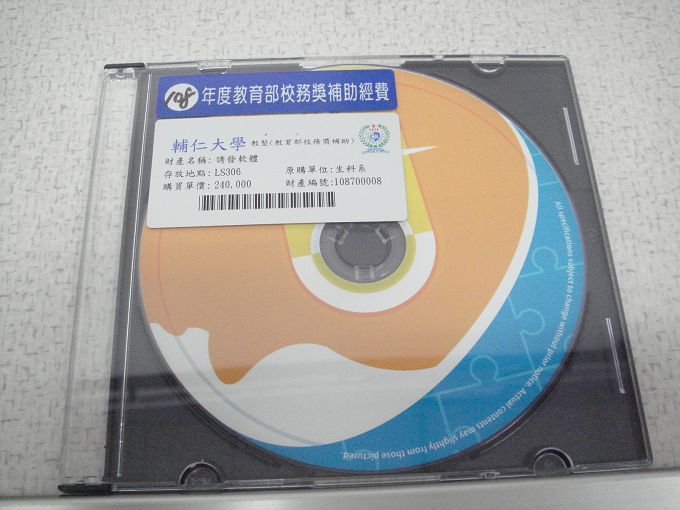 108 年度教育部校務獎補助經費
輔仁大學 教整(教育部校務獎補助)
財產名稱: 誘發軟體
存放地點: LS306 原購單位: 生科系
購買單價: 240,000 財產編號:108700008
All specifications subject to change without prior notice. Actual contents may slightly from those pictured.